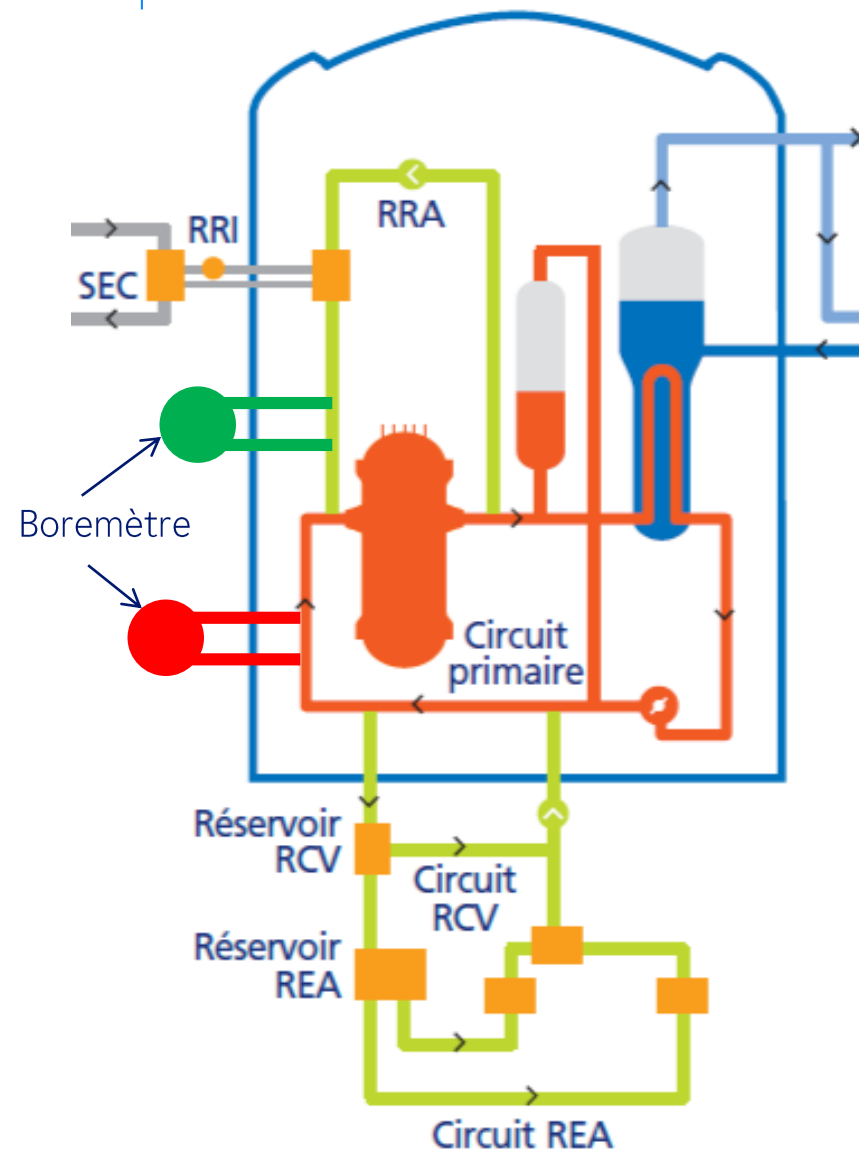 RRA
RRI
SEC
Boremètre
Circuit
primaire
Réservoir
RCV
Circuit
RCV
Réservoir
REA
Circuit REA